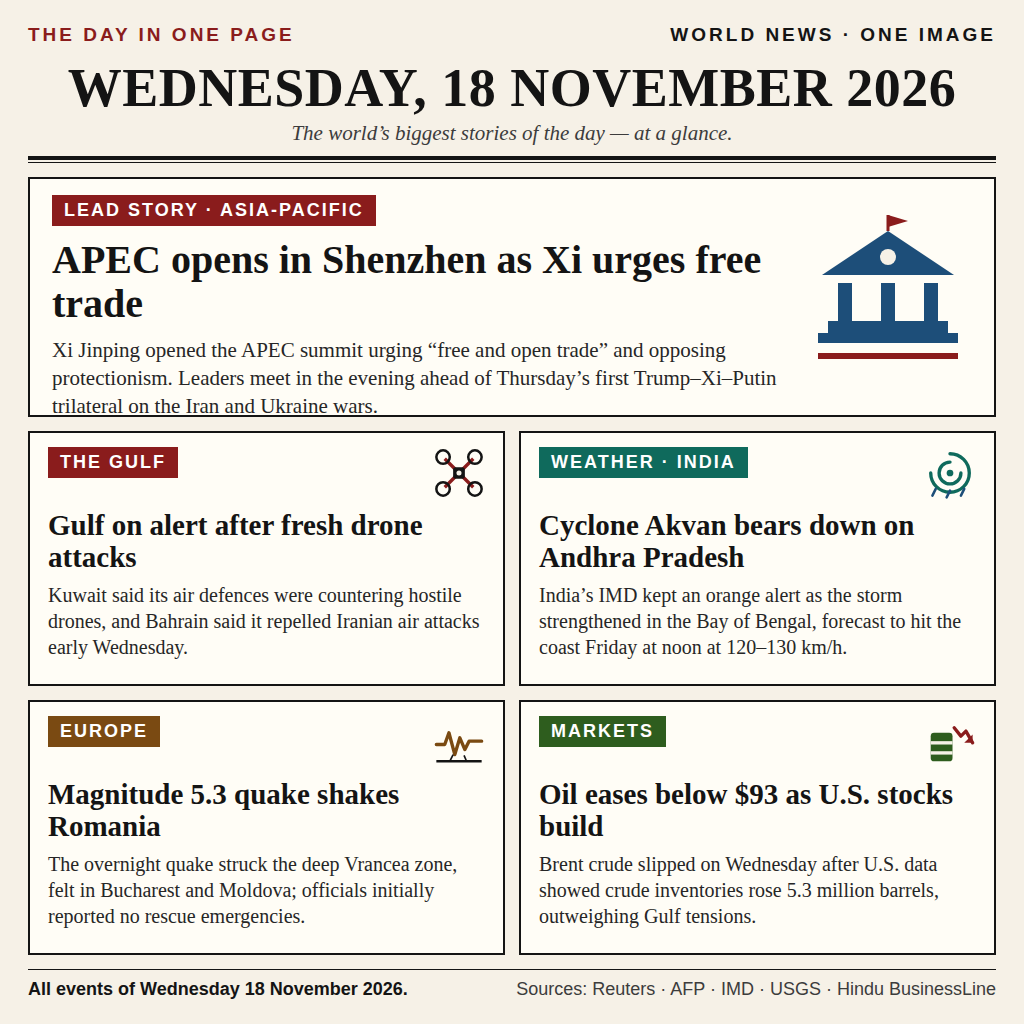 THE DAY IN ONE PAGE
WORLD NEWS · ONE IMAGE
WEDNESDAY, 18 NOVEMBER 2026
The world’s biggest stories of the day — at a glance.
LEAD STORY · ASIA-PACIFIC
APEC opens in Shenzhen as Xi urges free
trade
Xi Jinping opened the APEC summit urging “free and open trade” and opposing
protectionism. Leaders meet in the evening ahead of Thursday’s first Trump–Xi–Putin
trilateral on the Iran and Ukraine wars.
THE GULF
Gulf on alert after fresh drone
attacks
Kuwait said its air defences were countering hostile
drones, and Bahrain said it repelled Iranian air attacks
early Wednesday.
WEATHER · INDIA
Cyclone Akvan bears down on
Andhra Pradesh
India’s IMD kept an orange alert as the storm
strengthened in the Bay of Bengal, forecast to hit the
coast Friday at noon at 120–130 km/h.
EUROPE
Magnitude 5.3 quake shakes
Romania
The overnight quake struck the deep Vrancea zone,
felt in Bucharest and Moldova; officials initially
reported no rescue emergencies.
MARKETS
Oil eases below $93 as U.S. stocks
build
Brent crude slipped on Wednesday after U.S. data
showed crude inventories rose 5.3 million barrels,
outweighing Gulf tensions.
All events of Wednesday 18 November 2026.
Sources: Reuters · AFP · IMD · USGS · Hindu BusinessLine